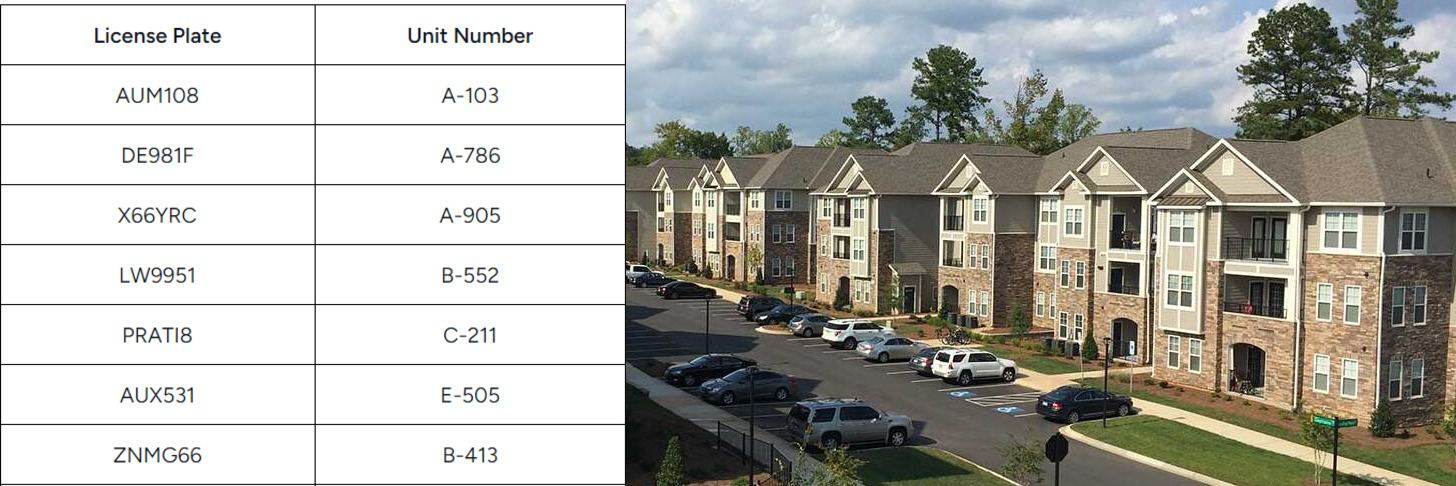 License Plate Unit Number
AUM108 A-103
DE981F A-786
X66YRC A-905
LW9951 B-552
PRATI8 C-211
AUX531 E-505
ZNMG66 B-413